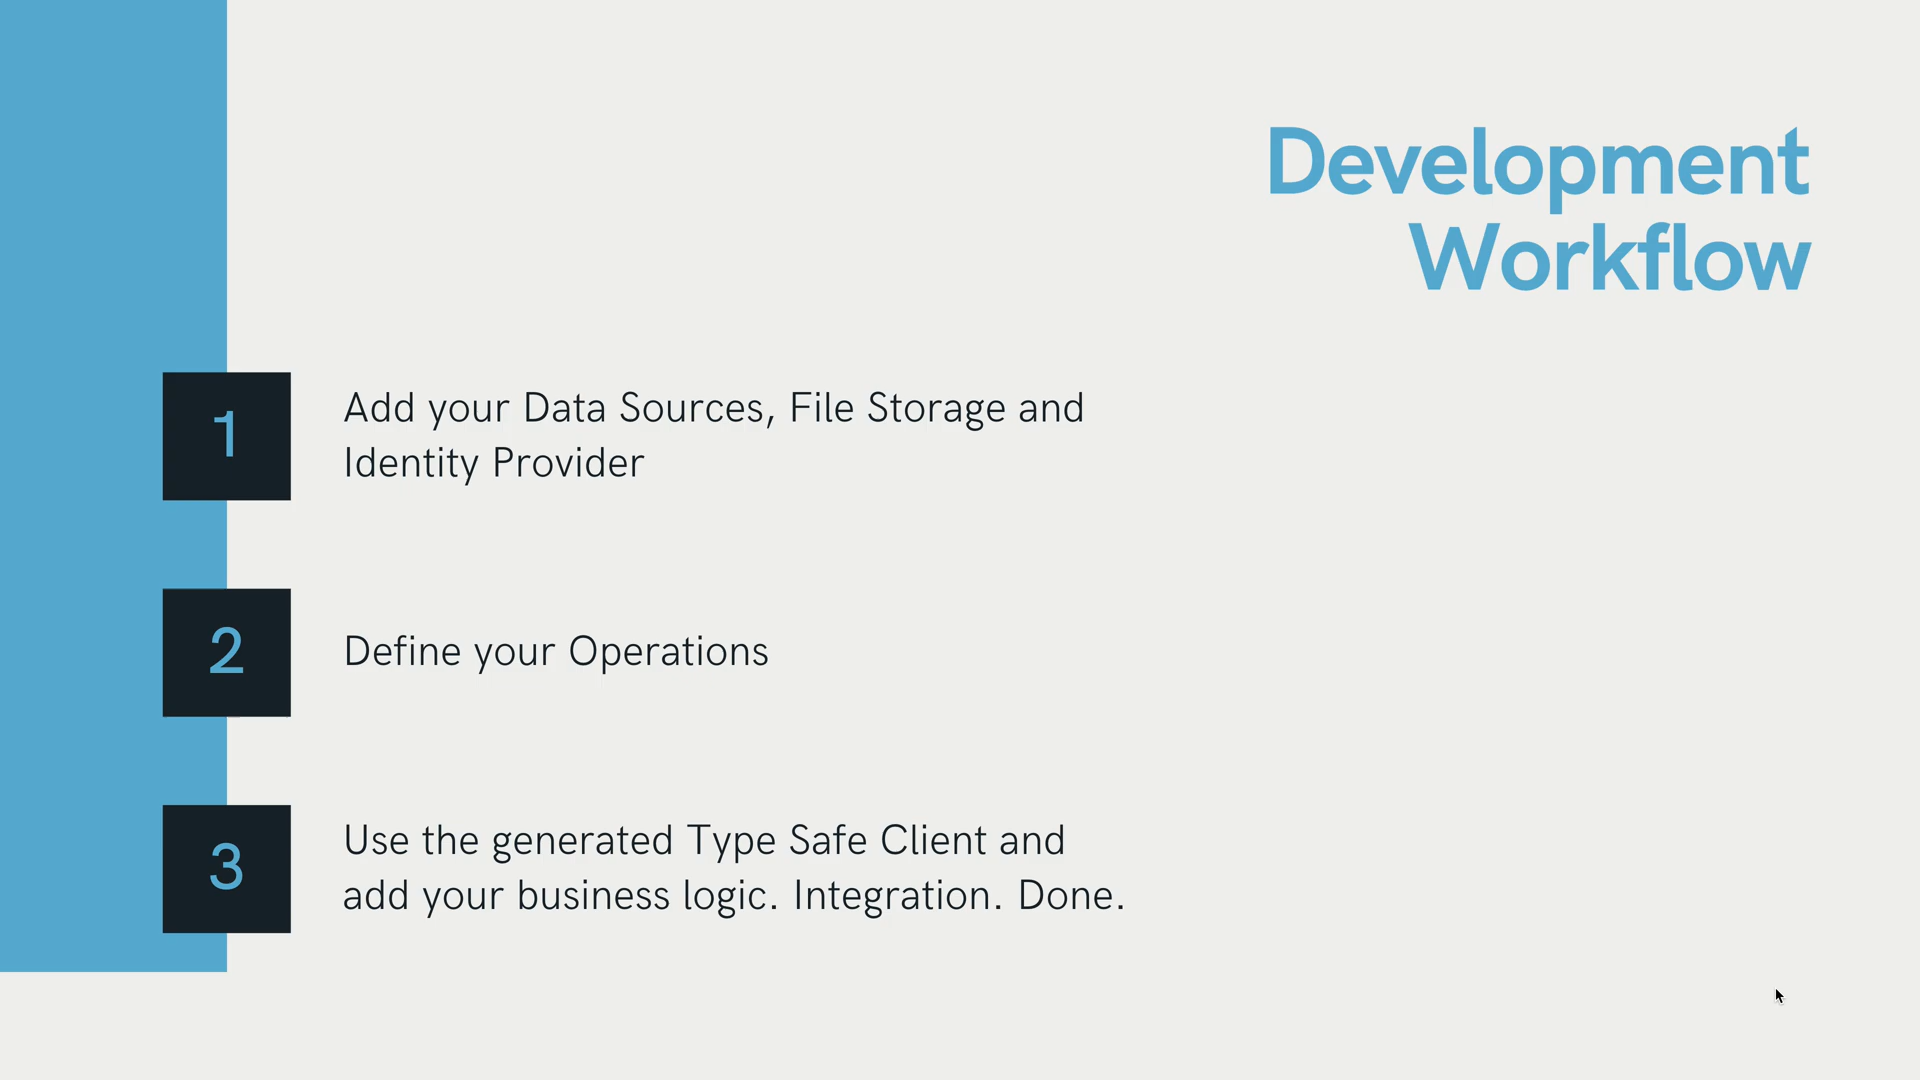 Development
Workflow
1
Add your Data Sources, File Storage and
Identity Provider
2
Define your Operations
3
Use the generated Type Safe Client and
add your business logic. Integration. Done.